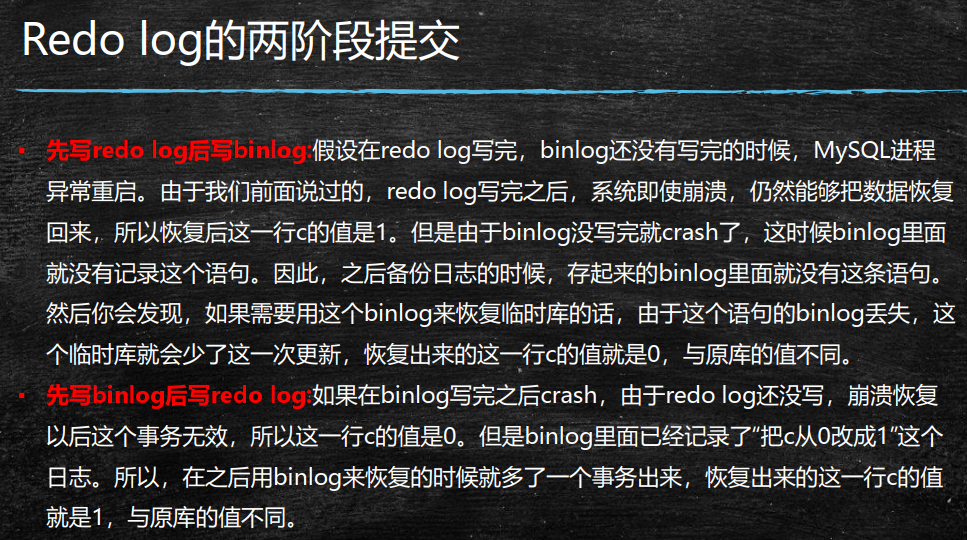 Redo log的两阶段提交
▪ 先写redo log后写binlog:假设在redo log写完，binlog还没有写完的时候，MySQL进程
异常重启。由于我们前面说过的，redo log写完之后，系统即使崩溃，仍然能够把数据恢复
回来，所以恢复后这一行c的值是1。但是由于binlog没写完就crash了，这时候binlog里面
就没有记录这个语句。因此，之后备份日志的时候，存起来的binlog里面就没有这条语句。
然后你会发现，如果需要用这个binlog来恢复临时库的话，由于这个语句的binlog丢失，这
个临时库就会少了这一次更新，恢复出来的这一行c的值就是0，与原库的值不同。
▪ 先写binlog后写redo log:如果在binlog写完之后crash，由于redo log还没写，崩溃恢复
以后这个事务无效，所以这一行c的值是0。但是binlog里面已经记录了“把c从0改成1”这个
日志。所以，在之后用binlog来恢复的时候就多了一个事务出来，恢复出来的这一行c的值
就是1，与原库的值不同。